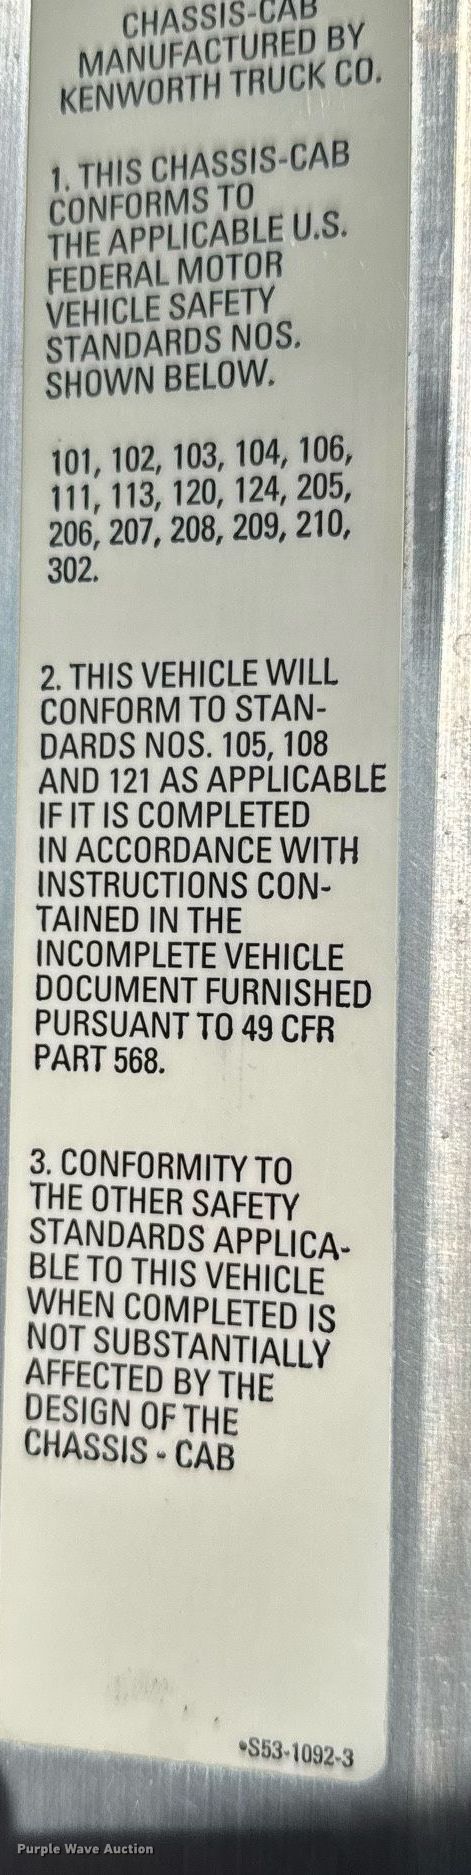 CHASSIS-CAB
MANUFACTURED BY
KENWORTH TRUCK CO.
1. THIS CHASSIS-CAB
CONFORMS TO
THE APPLICABLE U.S.
FEDERAL MOTOR
VEHICLE SAFETY
STANDARDS NOS.
SHOWN BELOW.
101, 102, 103, 104, 106,
111, 113, 120, 124, 205,
206, 207, 208, 209, 210,
302.
2. THIS VEHICLE WILL
CONFORM TO STAN-
DARDS NOS. 105, 108
AND 121 AS APPLICABLE
IF IT IS COMPLETED
IN ACCORDANCE WITH
INSTRUCTIONS CON-
TAINED IN THE
INCOMPLETE VEHICLE
DOCUMENT FURNISHED
PURSUANT TO 49 CFR
PART 568.
3. CONFORMITY TO
THE OTHER SAFETY
STANDARDS APPLICA-
BLE TO THIS VEHICLE
WHEN COMPLETED IS
NOT SUBSTANTIALLY
AFFECTED BY THE
DESIGN OF THE
CHASSIS - CAB
•S53-1092-3
Purple Wave Auction